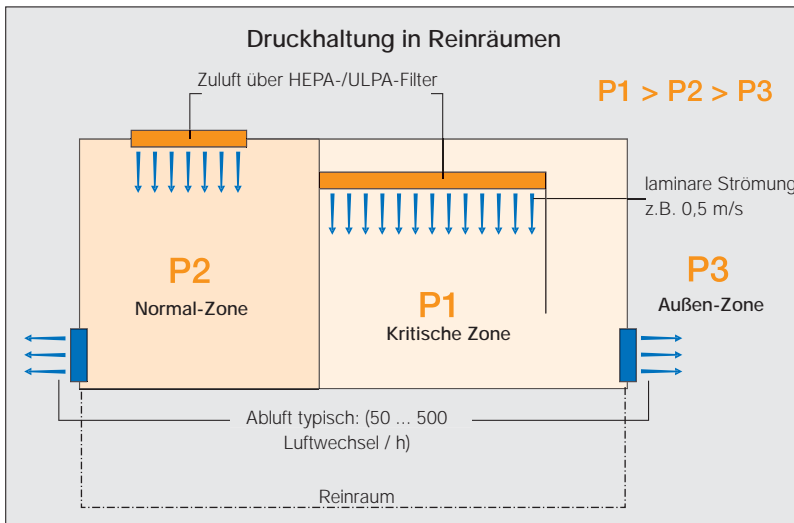 Druckhaltung in Reinräumen
Zuluft über HEPA-/ULPA-Filter
P1 > P2 > P3
laminare Strömung
z.B. 0,5 m/s
P2
Normal-Zone
P1
Kritische Zone
P3
Außen-Zone
Abluft typisch: (50 ... 500
Luftwechsel / h)
Reinraum